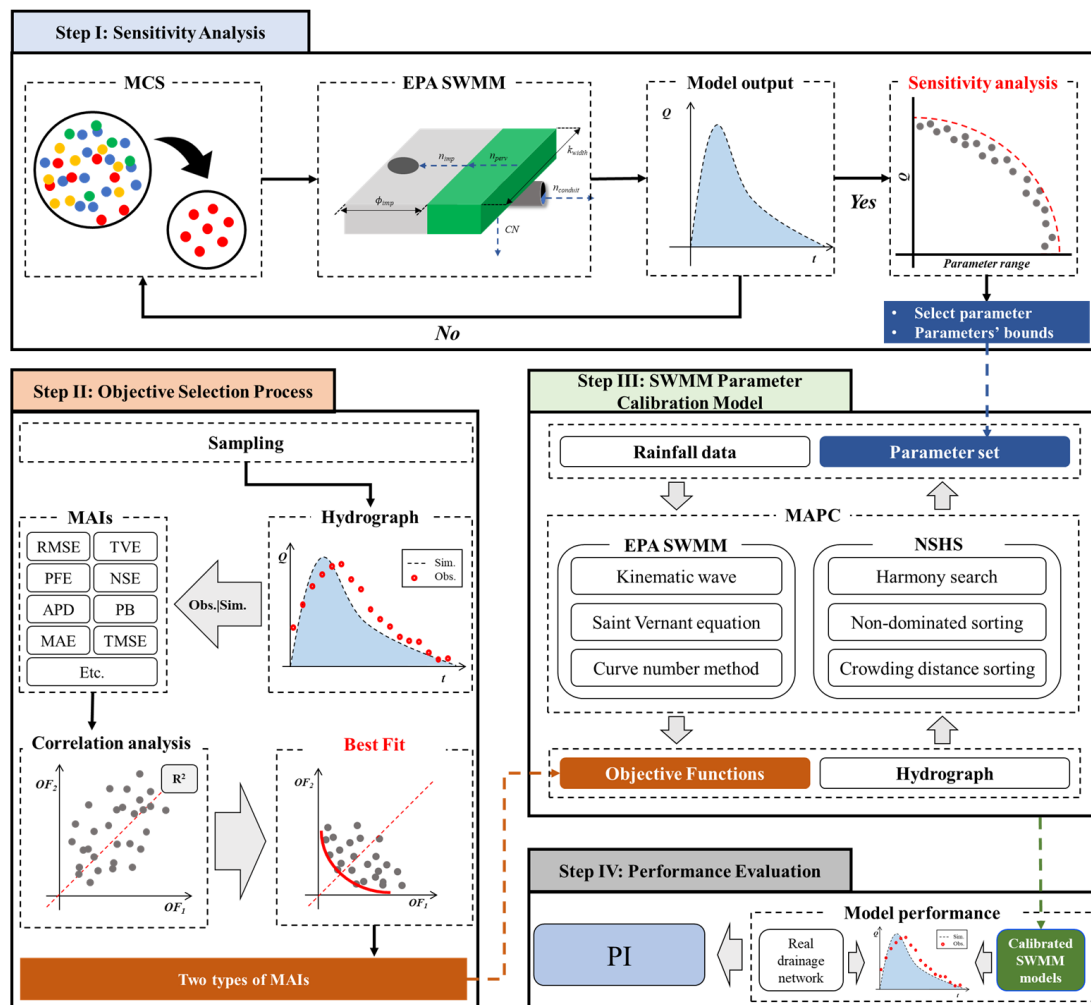 Step I: Sensitivity Analysis
MCS
EPA SWMM
n_imp
n_perv
k_width
n_conduit
ϕ_imp
CN
Model output
Q
t
Yes
No
Sensitivity analysis
Q
Parameter range
• Select parameter
• Parameters' bounds
Step II: Objective Selection Process
Sampling
MAIs
RMSE
TVE
PFE
NSE
APD
PB
MAE
TMSE
Etc.
Obs.|Sim.
Hydrograph
Q
Sim.
Obs.
t
Correlation analysis
OF₂
R²
OF₁
Best Fit
OF₂
OF₁
Two types of MAIs
Step III: SWMM Parameter
Calibration Model
Rainfall data
Parameter set
MAPC
EPA SWMM
Kinematic wave
Saint Vernant equation
Curve number method
NSHS
Harmony search
Non-dominated sorting
Crowding distance sorting
Objective Functions
Hydrograph
Step IV: Performance Evaluation
PI
Model performance
Real
drainage
network
Q
Sim.
Obs.
t
Calibrated
SWMM
models